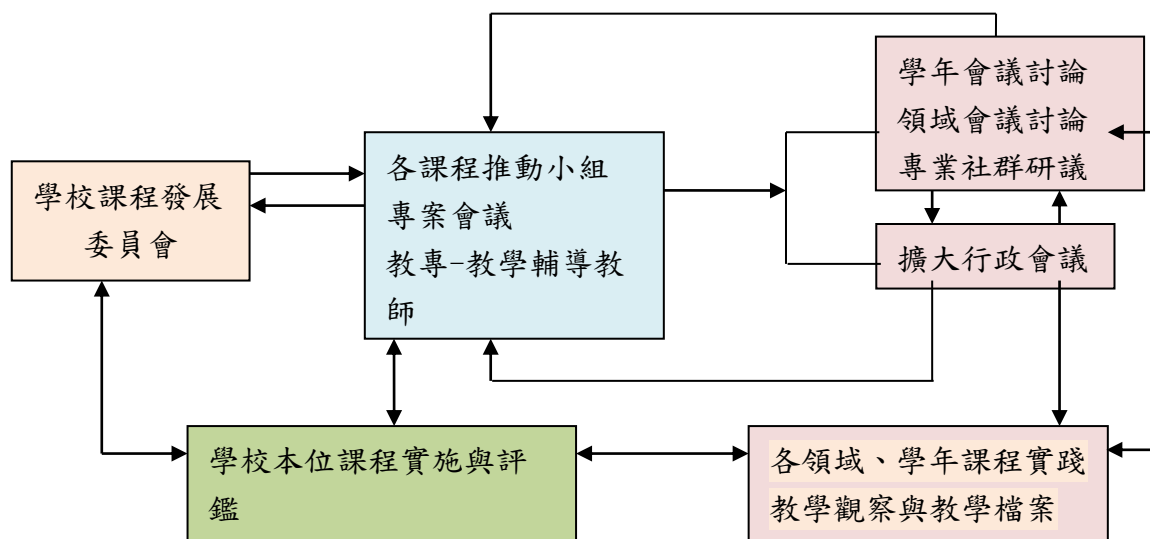 學校課程發展
委員會
各課程推動小組
專案會議
教專-教學輔導教
師
學年會議討論
領域會議討論
專業社群研議
擴大行政會議
學校本位課程實施與評
鑑
各領域、學年課程實踐
教學觀察與教學檔案